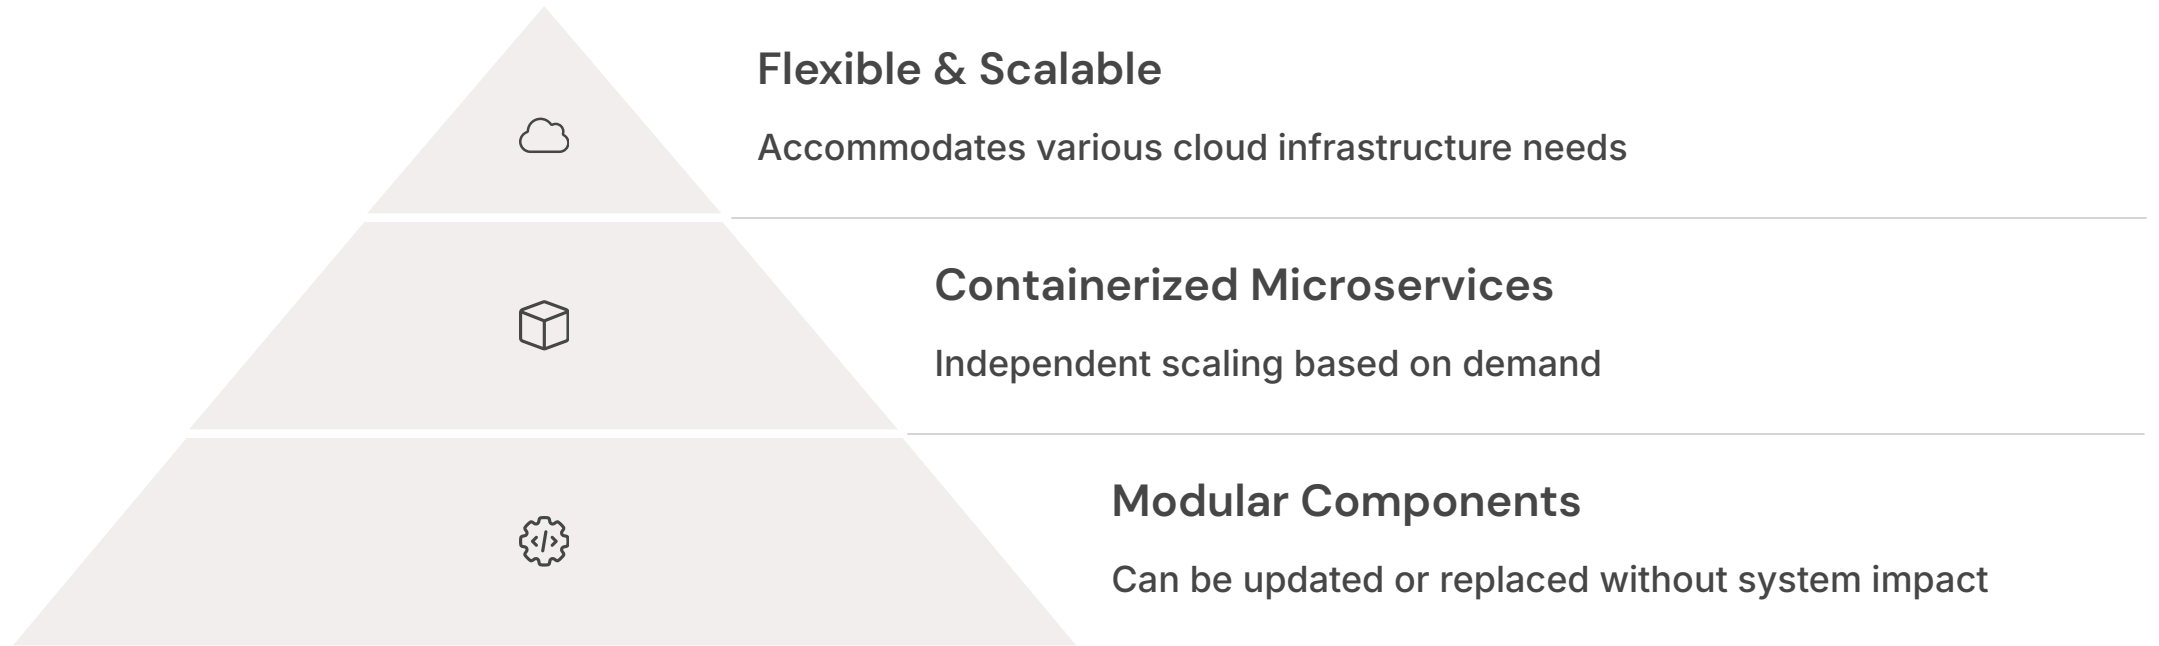 Flexible & Scalable
Accommodates various cloud infrastructure needs
Containerized Microservices
Independent scaling based on demand
Modular Components
Can be updated or replaced without system impact